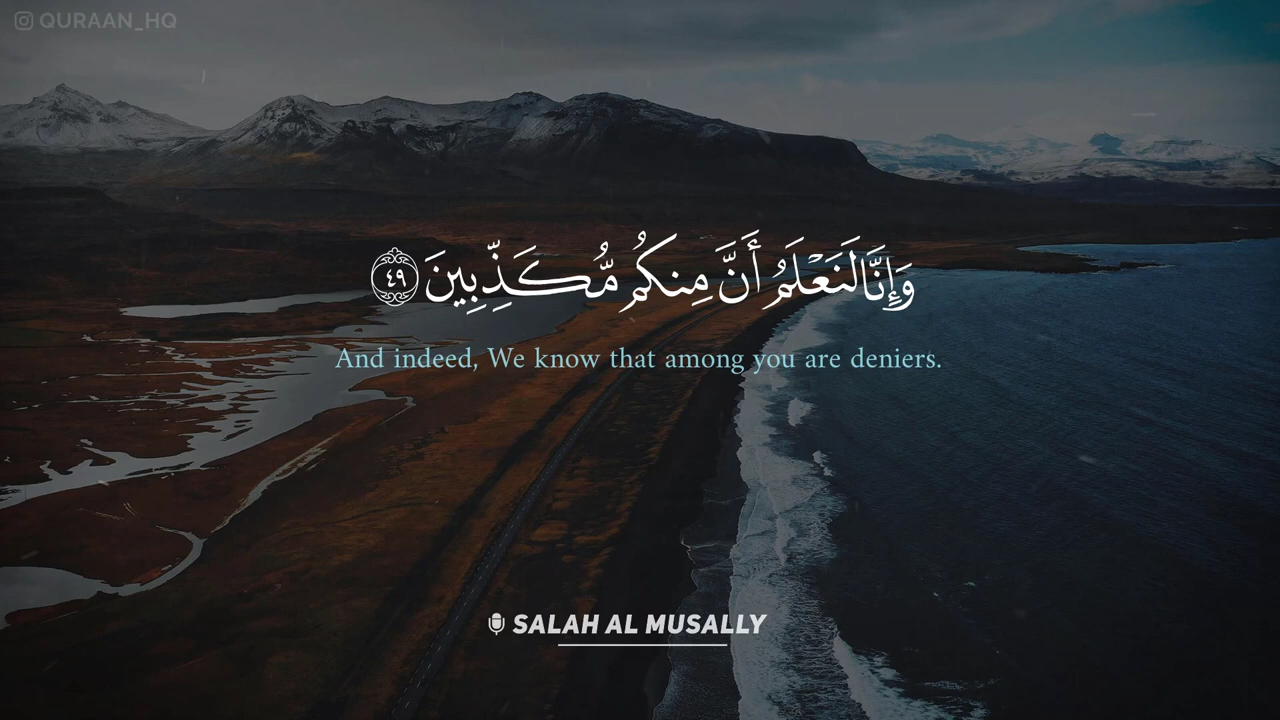 QURAAN_HQ
وَإِنَّا لَنَعْلَمُ أَنَّ مِنكُم مُّكَذِّبِينَ ٤٩
And indeed, We know that among you are deniers.
SALAH AL MUSALLY